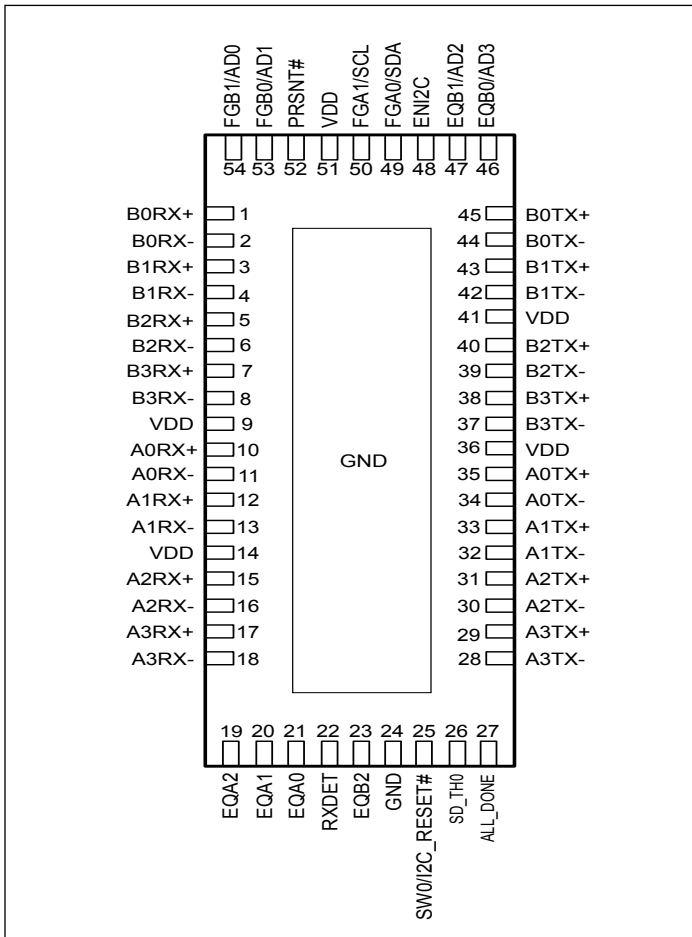 FGB1/AD0
FGB0/AD1
PRSNT#
VDD
FGA1/SCL
FGA0/SDA
ENI2C
EQB1/AD2
EQB0/AD3
54 53 52 51 50 49 48 47 46
B0RX+ 1 45 B0TX+
B0RX- 2 44 B0TX-
B1RX+ 3 43 B1TX+
B1RX- 4 42 B1TX-
B2RX+ 5 41 VDD
B2RX- 6 40 B2TX+
B3RX+ 7 39 B2TX-
B3RX- 8 38 B3TX+
VDD 9 37 B3TX-
A0RX+ 10 36 VDD
GND
A0RX- 11 35 A0TX+
A1RX+ 12 34 A0TX-
A1RX- 13 33 A1TX+
VDD 14 32 A1TX-
A2RX+ 15 31 A2TX+
A2RX- 16 30 A2TX-
A3RX+ 17 29 A3TX+
A3RX- 18 28 A3TX-
19 20 21 22 23 24 25 26 27
EQA2
EQA1
EQA0
RXDET
EQB2
GND
SW0/I2C_RESET#
SD_TH0
ALL_DONE